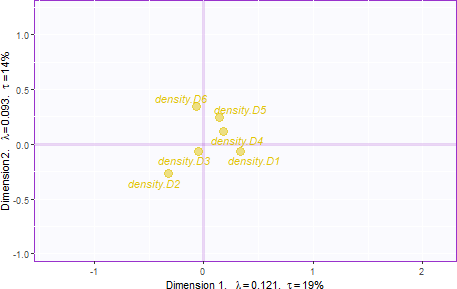 1.0
density.D6
density.D5
0.5
density.D4
0.0
density.D3
density.D1
density.D2
-0.5
-1.0
-1
0
1
2
Dimension 1. λ=0.121. τ=19%
Dimension2. λ=0.093. τ=14%